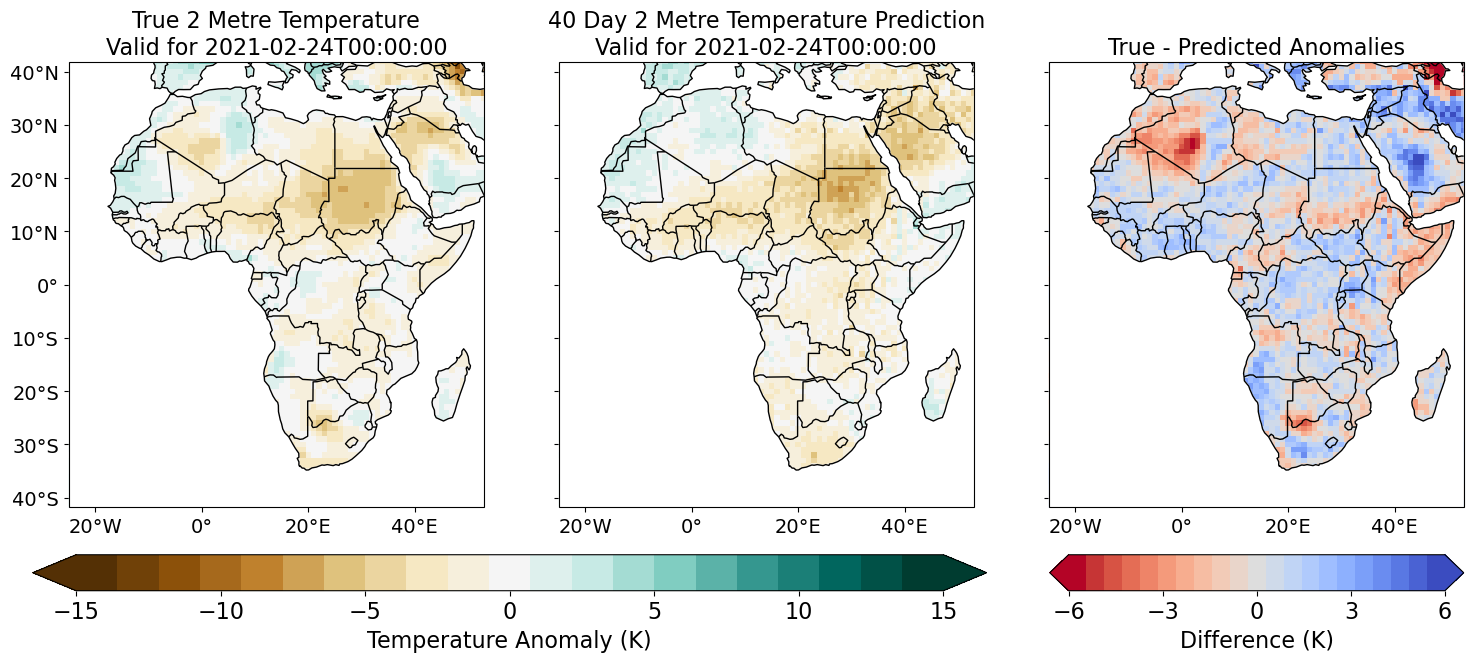 True 2 Metre Temperature
Valid for 2021-02-24T00:00:00
40 Day 2 Metre Temperature Prediction
Valid for 2021-02-24T00:00:00
True - Predicted Anomalies
40°N
30°N
20°N
10°N
0°
10°S
20°S
30°S
40°S
20°W 0° 20°E 40°E
20°W 0° 20°E 40°E
20°W 0° 20°E 40°E
−15 −10 −5 0 5 10 15
Temperature Anomaly (K)
−6 −3 0 3 6
Difference (K)